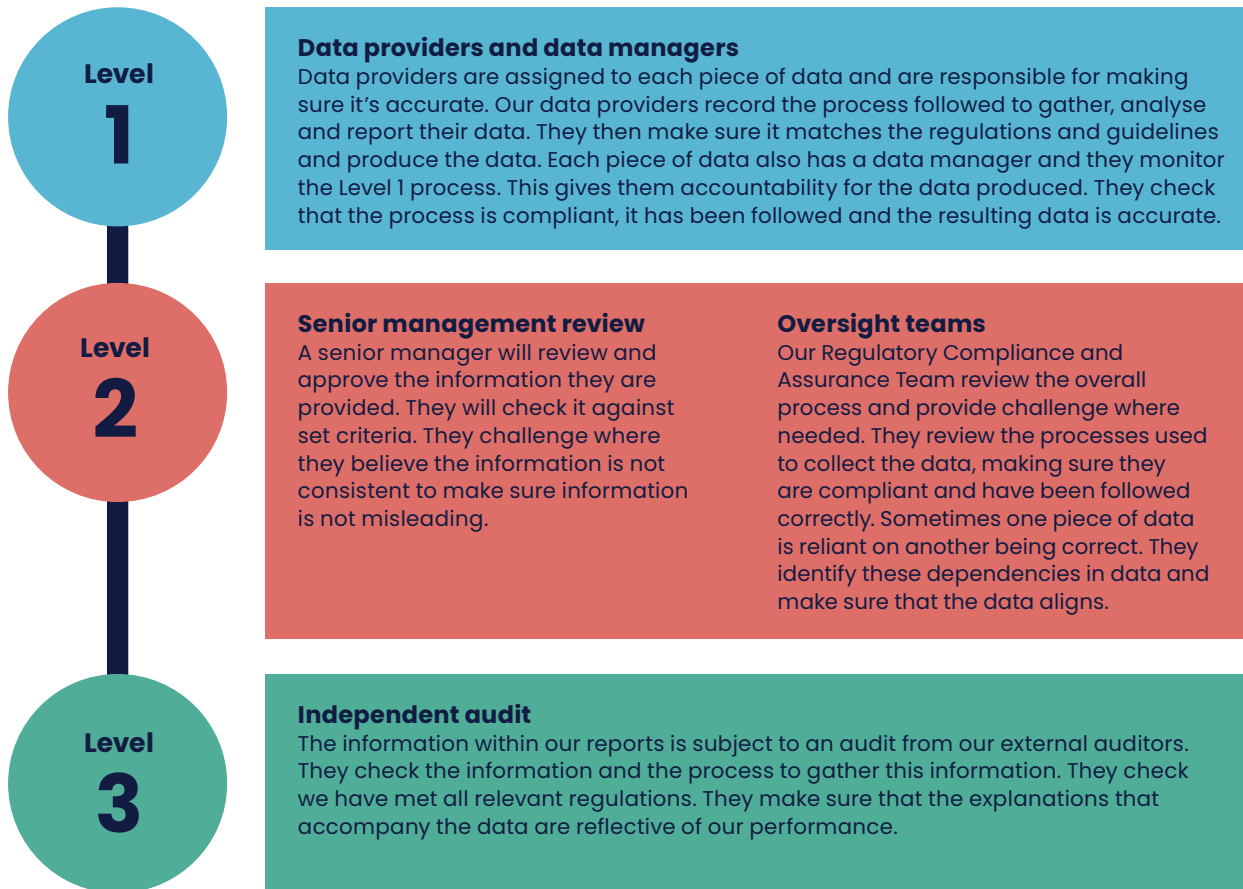 Level
1
Data providers and data managers
Data providers are assigned to each piece of data and are responsible for making
sure it’s accurate. Our data providers record the process followed to gather, analyse
and report their data. They then make sure it matches the regulations and guidelines
and produce the data. Each piece of data also has a data manager and they monitor
the Level 1 process. This gives them accountability for the data produced. They check
that the process is compliant, it has been followed and the resulting data is accurate.
Level
2
Senior management review
A senior manager will review and
approve the information they are
provided. They will check it against
set criteria. They challenge where
they believe the information is not
consistent to make sure information
is not misleading.
Oversight teams
Our Regulatory Compliance and
Assurance Team review the overall
process and provide challenge where
needed. They review the processes used
to collect the data, making sure they
are compliant and have been followed
correctly. Sometimes one piece of data
is reliant on another being correct. They
identify these dependencies in data and
make sure that the data aligns.
Level
3
Independent audit
The information within our reports is subject to an audit from our external auditors.
They check the information and the process to gather this information. They check
we have met all relevant regulations. They make sure that the explanations that
accompany the data are reflective of our performance.